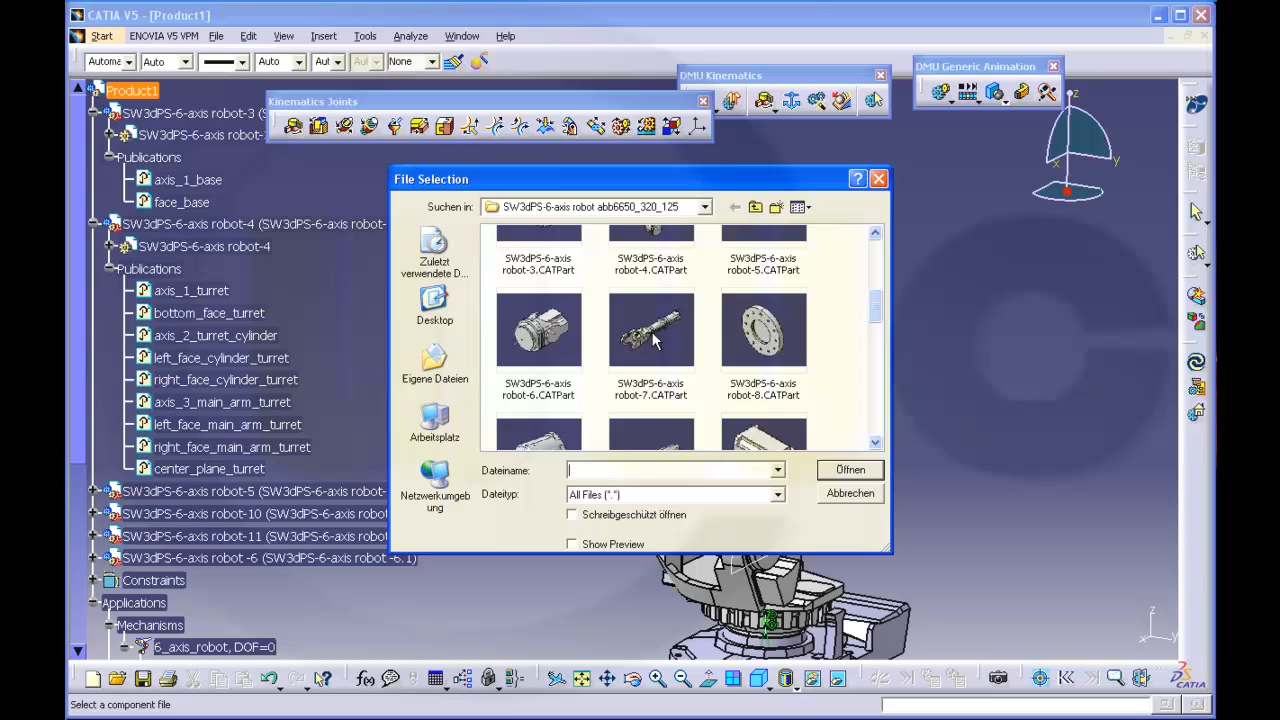 CATIA V5 - [Product1]
Start ENOVIA V5 VPM File Edit View Insert Tools Analyze Window Help
Automa Auto Auto Aut Aut None
DMU Kinematics
DMU Generic Animation
Kinematics Joints
Product1
SW3dPS-6-axis robot-3 (S
SW3dPS-6-axis robot-
Publications
axis_1_base
face_base
SW3dPS-6-axis robot-4 (SW3dPS-6-axis robot-
SW3dPS-6-axis robot-4
Publications
axis_1_turret
bottom_face_turret
axis_2_turret_cylinder
left_face_cylinder_turret
right_face_cylinder_turret
axis_3_main_arm_turret
left_face_main_arm_turret
right_face_main_arm_turret
center_plane_turret
SW3dPS-6-axis robot-5 (SW3dPS-6-axis robot-
SW3dPS-6-axis robot-10 (SW3dPS-6-axis robot
SW3dPS-6-axis robot-11 (SW3dPS-6-axis robot
SW3dPS-6-axis robot -6 (SW3dPS-6-axis robot -6.1)
Constraints
Applications
Mechanisms
6_axis_robot, DOF=0
File Selection
Suchen in: SW3dPS-6-axis robot abb6650_320_125
Zuletzt
verwendete D...
Desktop
Eigene Dateien
Arbeitsplatz
Netzwerkumgeb
ung
SW3dPS-6-axis
robot-3.CATPart
SW3dPS-6-axis
robot-4.CATPart
SW3dPS-6-axis
robot-5.CATPart
SW3dPS-6-axis
robot-6.CATPart
SW3dPS-6-axis
robot-7.CATPart
SW3dPS-6-axis
robot-8.CATPart
Dateiname: Öffnen
Dateityp: All Files (*.*) Abbrechen
Schreibgeschützt öffnen
Show Preview
z
y
x
z
x
y
f(x)
CATIA
Select a component file